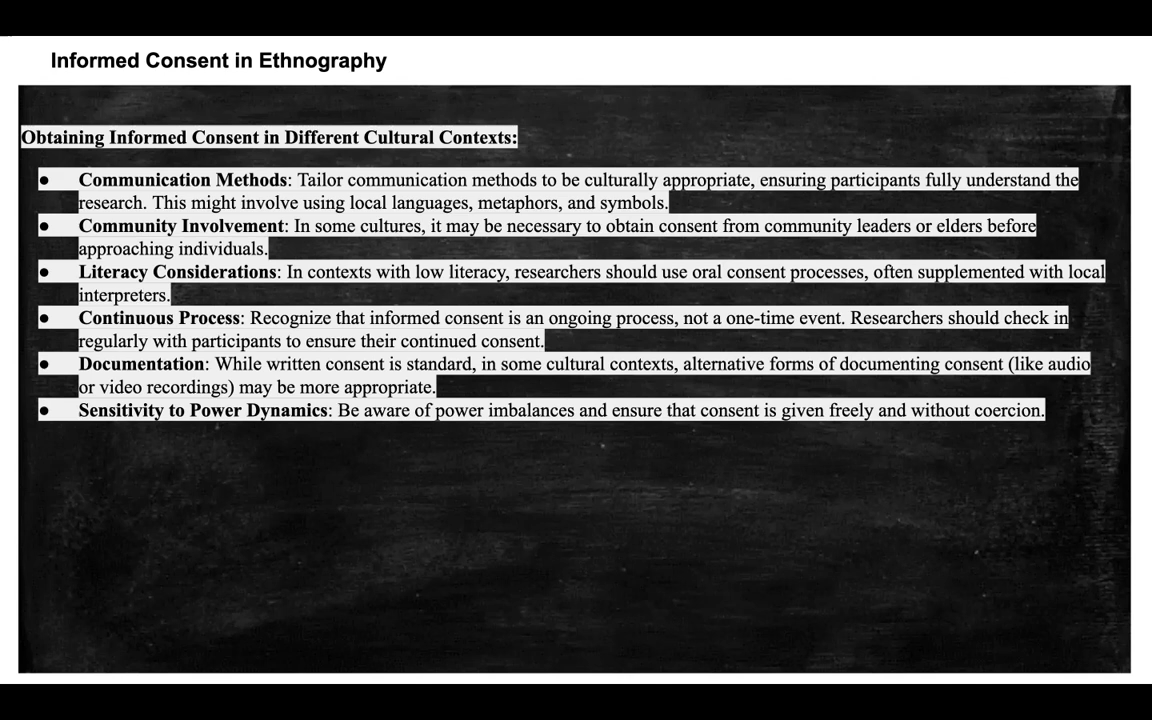 Informed Consent in Ethnography
Obtaining Informed Consent in Different Cultural Contexts:
● Communication Methods: Tailor communication methods to be culturally appropriate, ensuring participants fully understand the
research. This might involve using local languages, metaphors, and symbols.
● Community Involvement: In some cultures, it may be necessary to obtain consent from community leaders or elders before
approaching individuals.
● Literacy Considerations: In contexts with low literacy, researchers should use oral consent processes, often supplemented with local
interpreters.
● Continuous Process: Recognize that informed consent is an ongoing process, not a one-time event. Researchers should check in
regularly with participants to ensure their continued consent.
● Documentation: While written consent is standard, in some cultural contexts, alternative forms of documenting consent (like audio
or video recordings) may be more appropriate.
● Sensitivity to Power Dynamics: Be aware of power imbalances and ensure that consent is given freely and without coercion.